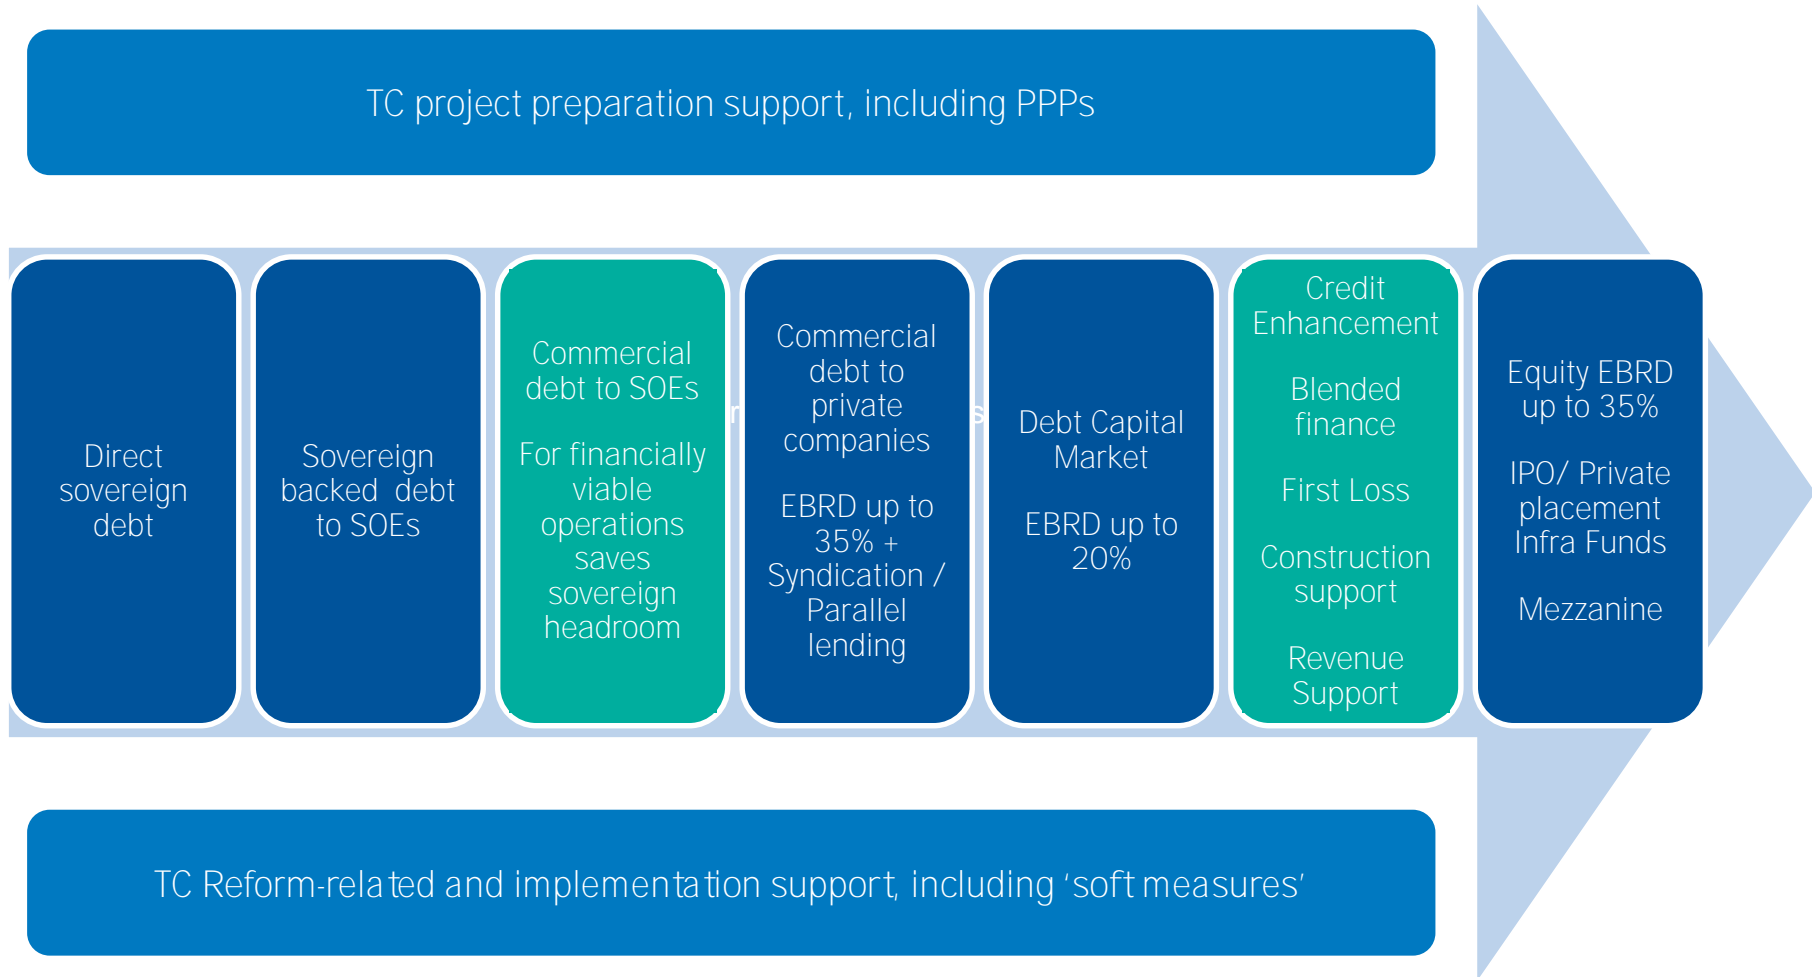 TC project preparation support, including PPPs
Direct
sovereign
debt
Sovereign
backed debt
to SOEs
Commercial
debt to SOEs
For financially
viable
operations
saves
sovereign
headroom
Commercial
debt to
private
companies
EBRD up to
35% +
Syndication /
Parallel
lending
Debt Capital
Market
EBRD up to
20%
Credit
Enhancement
Blended
finance
First Loss
Construction
support
Revenue
Support
Equity EBRD
up to 35%
IPO/ Private
placement
Infra Funds
Mezzanine
TC Reform-related and implementation support, including ‘soft measures’